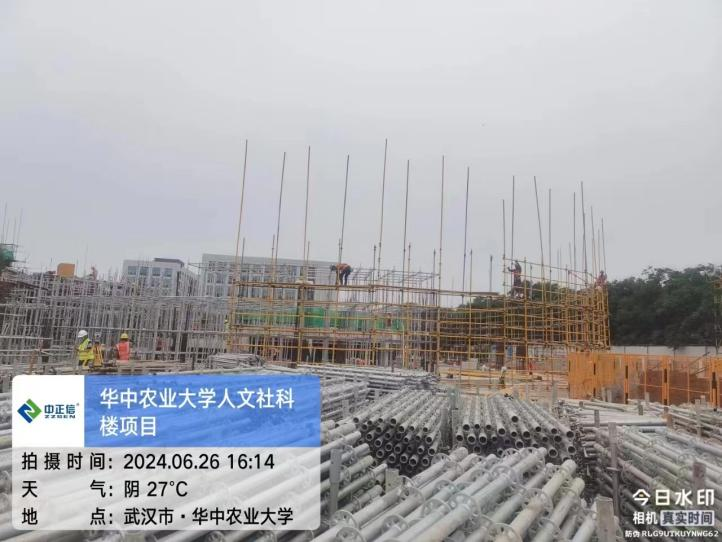 中正信®
ZZSEN
华中农业大学人文社科
楼项目
拍摄时间：2024.06.26 16:14
天 气：阴 27℃
地 点：武汉市·华中农业大学
今日水印
相机 真实时间
防伪 RLG9UTKUYNWG62